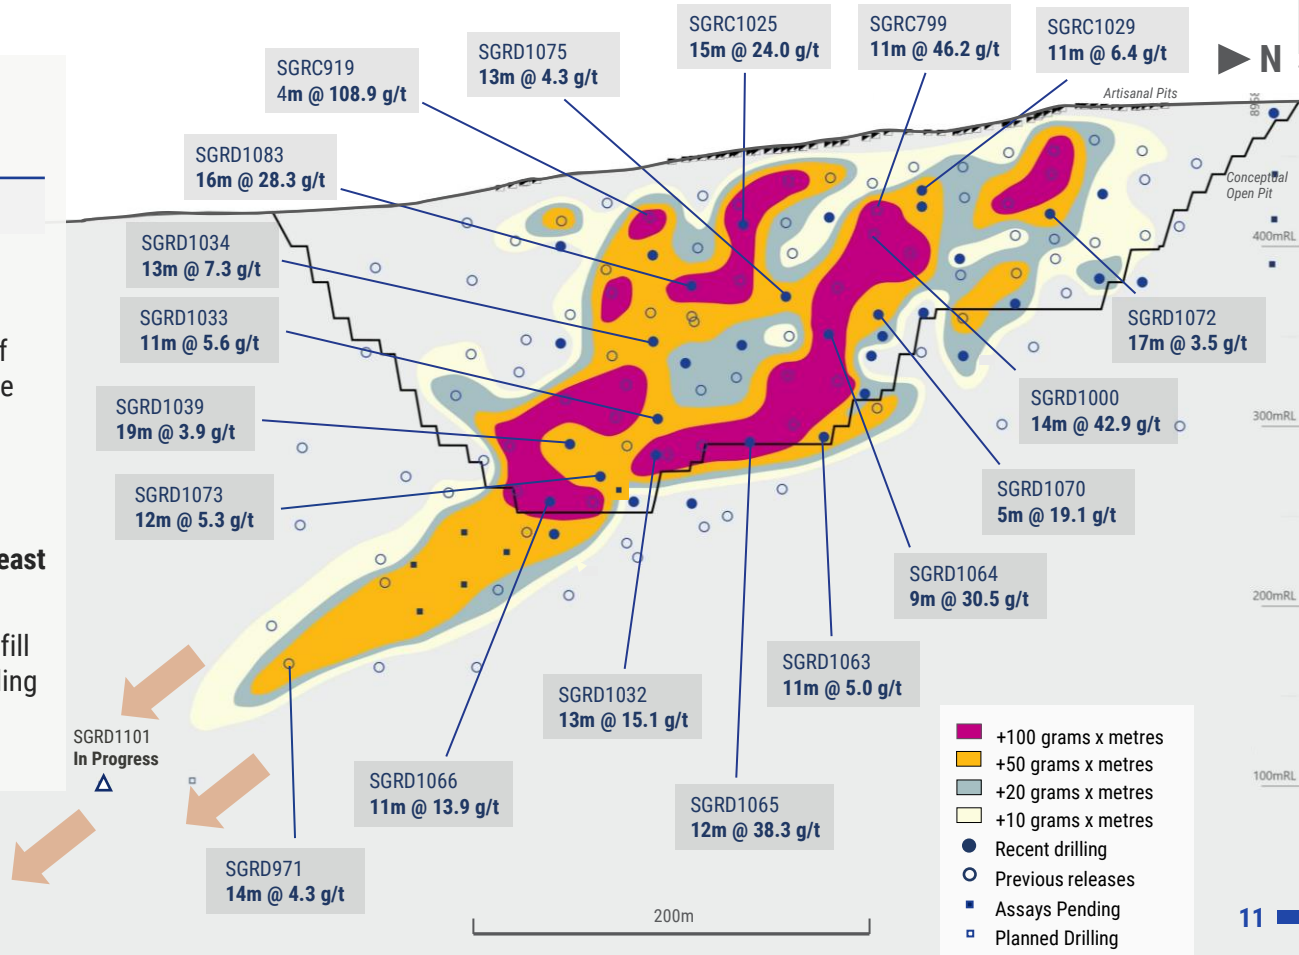 SGRC1025
15m @ 24.0 g/t
SGRC799
11m @ 46.2 g/t
SGRC1029
11m @ 6.4 g/t
SGRD1075
13m @ 4.3 g/t
SGRC919
4m @ 108.9 g/t
N
Artisanal Pits
SGRD1083
16m @ 28.3 g/t
Conceptual
Open Pit
SGRD1034
13m @ 7.3 g/t
400mRL
SGRD1033
11m @ 5.6 g/t
SGRD1072
17m @ 3.5 g/t
f
e
SGRD1039
19m @ 3.9 g/t
SGRD1000
14m @ 42.9 g/t
300mRL
SGRD1073
12m @ 5.3 g/t
SGRD1070
5m @ 19.1 g/t
east
SGRD1064
9m @ 30.5 g/t
200mRL
fill
ling
SGRD1063
11m @ 5.0 g/t
SGRD1032
13m @ 15.1 g/t
SGRD1101
In Progress
SGRD1066
11m @ 13.9 g/t
SGRD1065
12m @ 38.3 g/t
100mRL
SGRD971
14m @ 4.3 g/t
200m
+100 grams x metres
+50 grams x metres
+20 grams x metres
+10 grams x metres
Recent drilling
Previous releases
Assays Pending
Planned Drilling
11